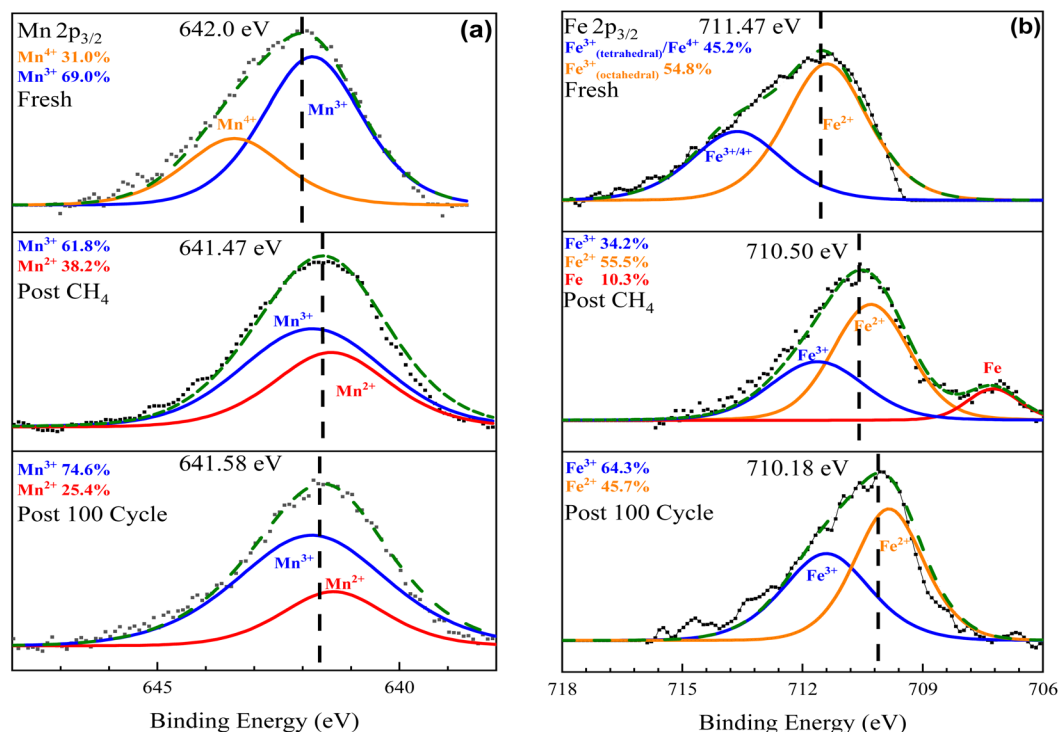 Mn 2p3/2
642.0 eV
(a)
Mn4+ 31.0%
Mn3+ 69.0%
Fresh
Mn4+
Mn3+
Mn3+ 61.8%
Mn2+ 38.2%
Post CH4
641.47 eV
Mn3+
Mn2+
Mn3+ 74.6%
Mn2+ 25.4%
Post 100 Cycle
641.58 eV
Mn3+
Mn2+
645
640
Binding Energy (eV)
Fe 2p3/2
711.47 eV
(b)
Fe3+(tetrahedral)/Fe4+ 45.2%
Fe3+(octahedral) 54.8%
Fresh
Fe2+
Fe3+/4+
Fe3+ 34.2%
Fe2+ 55.5%
Fe 10.3%
Post CH4
710.50 eV
Fe3+
Fe2+
Fe
Fe3+ 64.3%
Fe2+ 45.7%
Post 100 Cycle
710.18 eV
Fe3+
Fe2+
718
715
712
709
706
Binding Energy (eV)